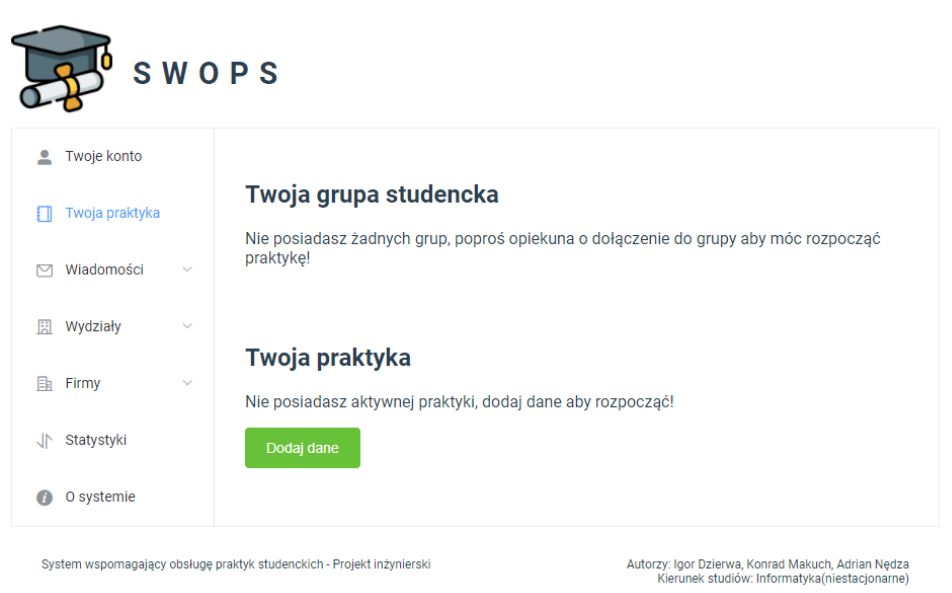 SWOPS
Twoje konto
Twoja praktyka
Wiadomości
Wydziały
Firmy
Statystyki
O systemie
Twoja grupa studencka
Nie posiadasz żadnych grup, poproś opiekuna o dołączenie do grupy aby móc rozpocząć
praktykę!
Twoja praktyka
Nie posiadasz aktywnej praktyki, dodaj dane aby rozpocząć!
Dodaj dane
System wspomagający obsługę praktyk studenckich - Projekt inżynierski
Autorzy: Igor Dzierwa, Konrad Makuch, Adrian Nędza
Kierunek studiów: Informatyka(niestacjonarne)